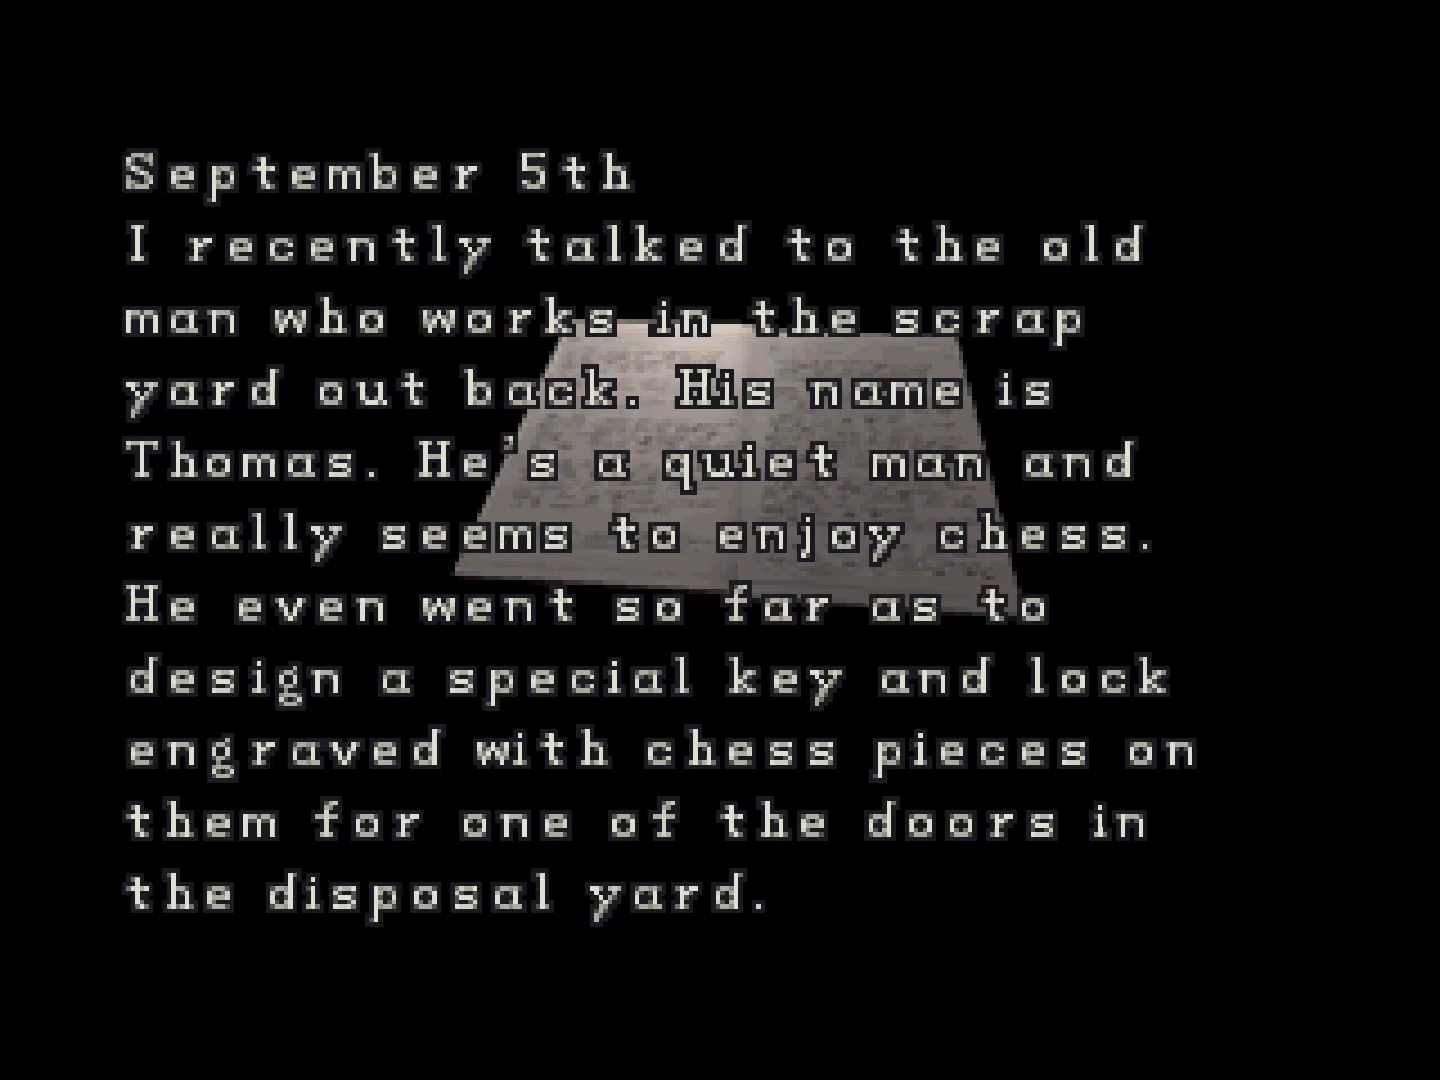 September 5th
I recently talked to the old
man who works in the scrap
yard out back. His name is
Thomas. He's a quiet man and
really seems to enjoy chess.
He even went so far as to
design a special key and lock
engraved with chess pieces on
them for one of the doors in
the disposal yard.